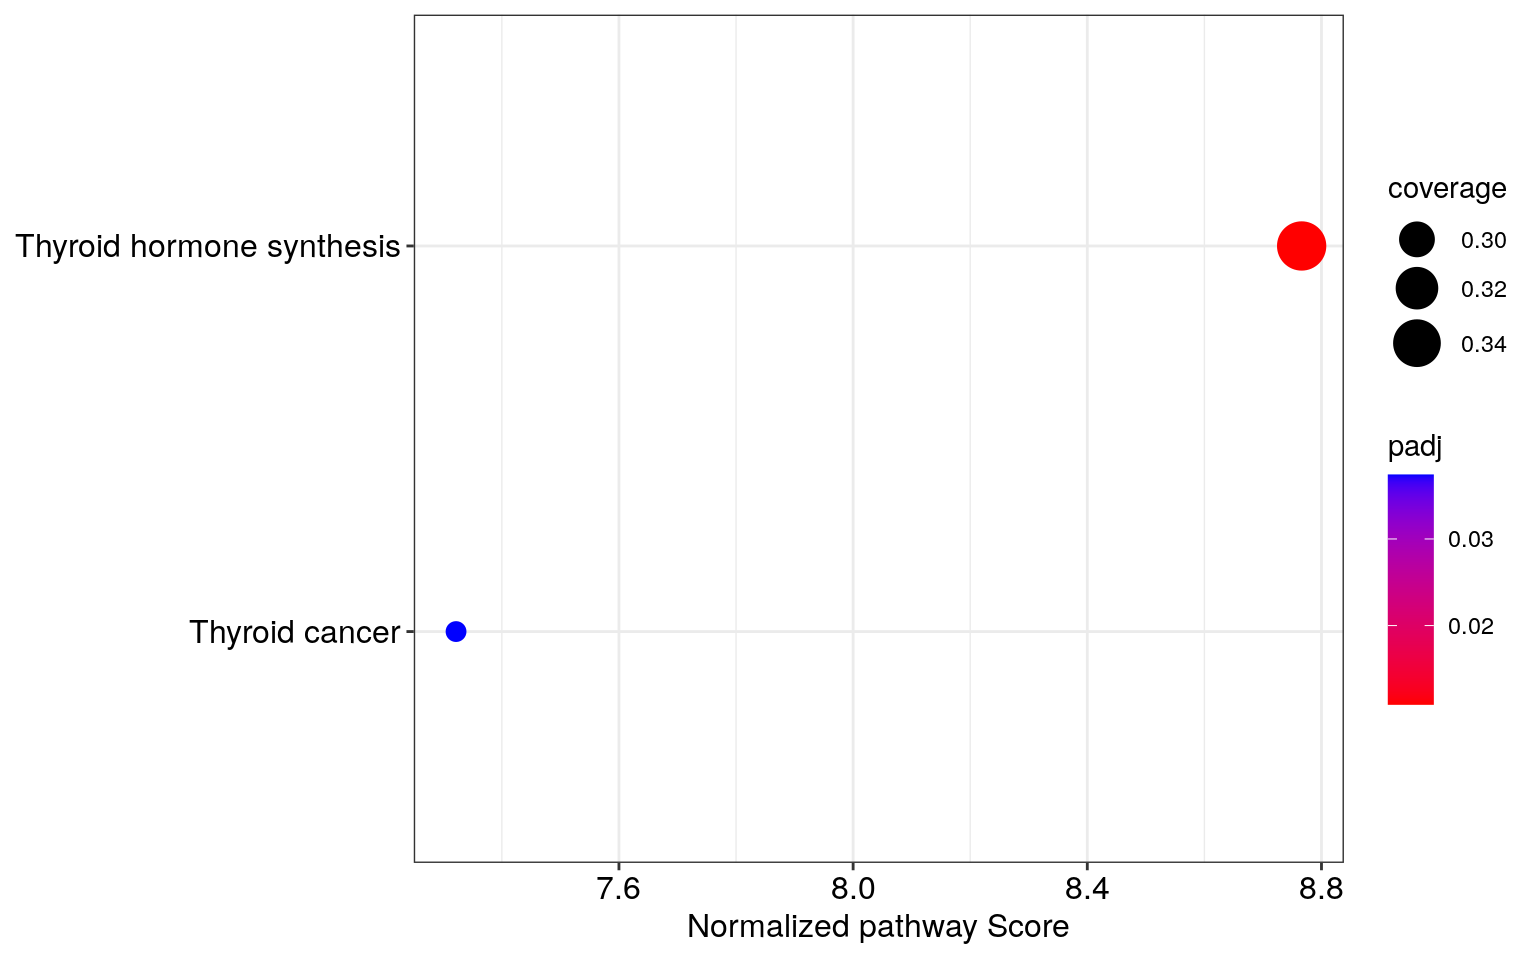 Thyroid hormone synthesis
Thyroid cancer
7.6
8.0
8.4
8.8
Normalized pathway Score
coverage
0.30
0.32
0.34
padj
0.03
0.02